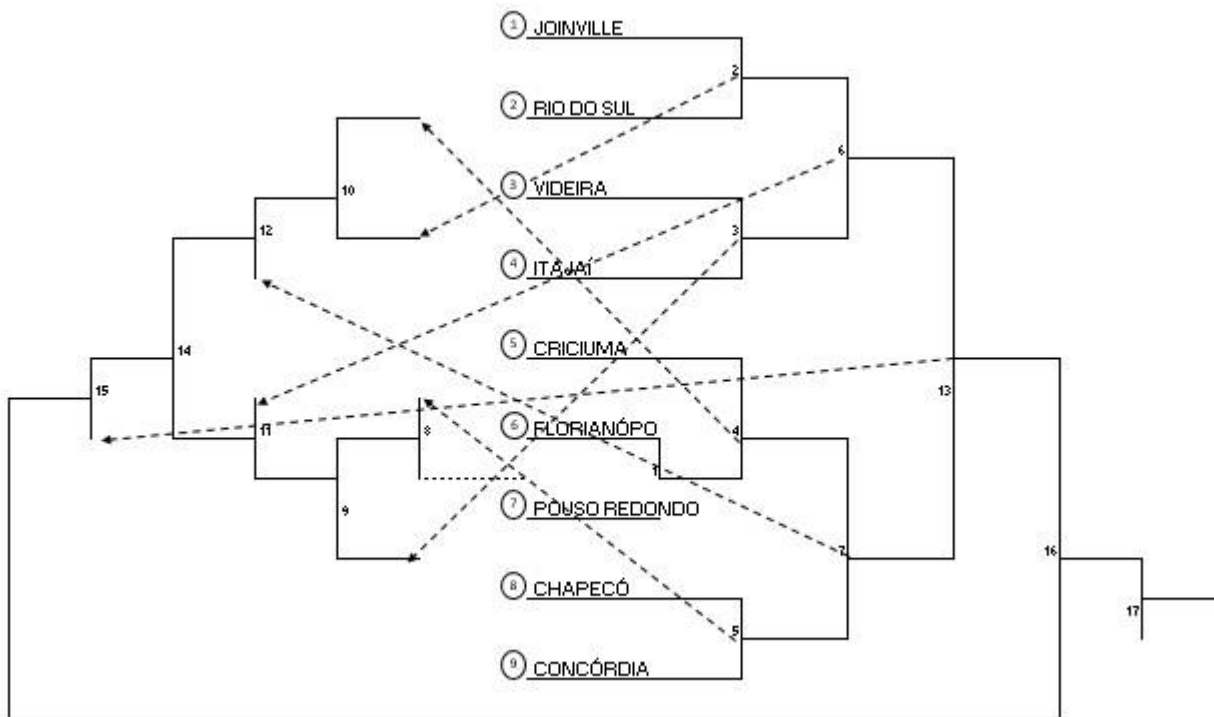 1 JOINVILLE
2
2 RIO DO SUL
6
10
3 VIDEIRA
12
3
4 ITAJAÍ
5 CRICIUMA
14
15
13
11
8
6 FLORIANÓPO
4
1
9
7 POUSO REDONDO
7
16
8 CHAPECÓ
17
5
9 CONCÓRDIA